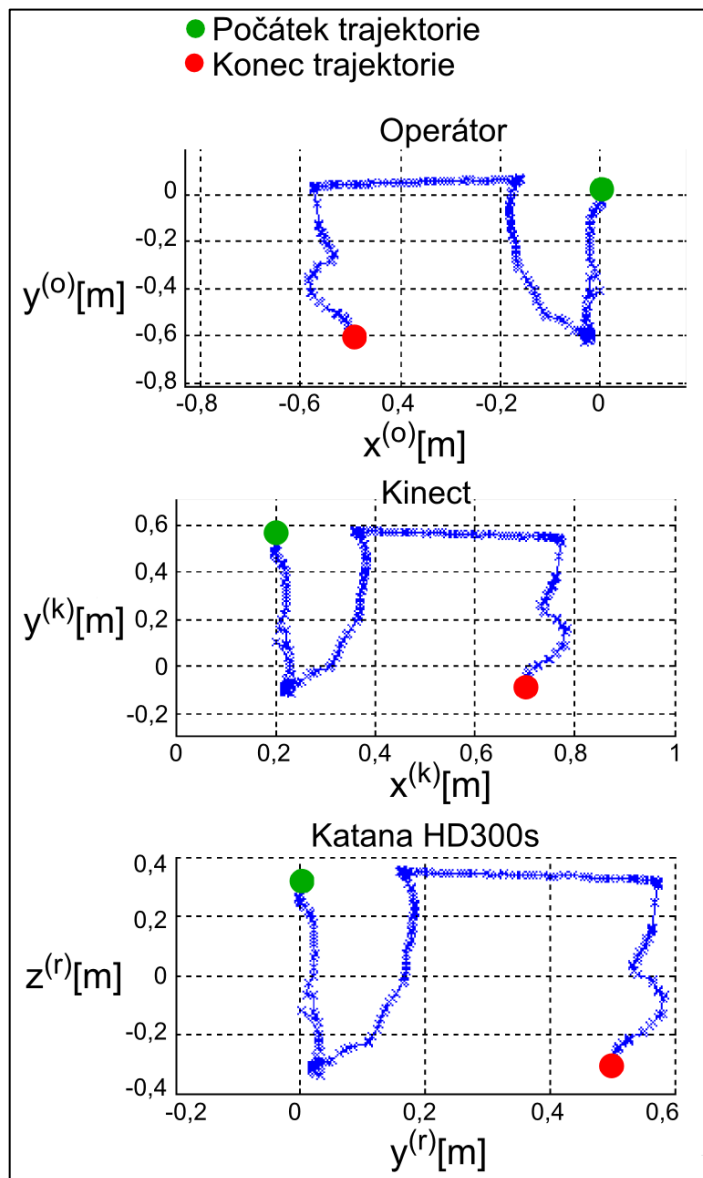 Počátek trajektorie
Konec trajektorie
Operátor
0
-0,2
-0,4
-0,6
-0,8
y(o)[m]
-0,8 -0,6 0,4 -0,2 0
x(o)[m]
Kinect
0,6
0,4
0,2
0
-0,2
y(k)[m]
0 0,2 0,4 0,6 0,8 1
x(k)[m]
Katana HD300s
0,4
0,2
0
-0,2
-0,4
z(r)[m]
-0,2 0 0,2 0,4 0,6
y(r)[m]